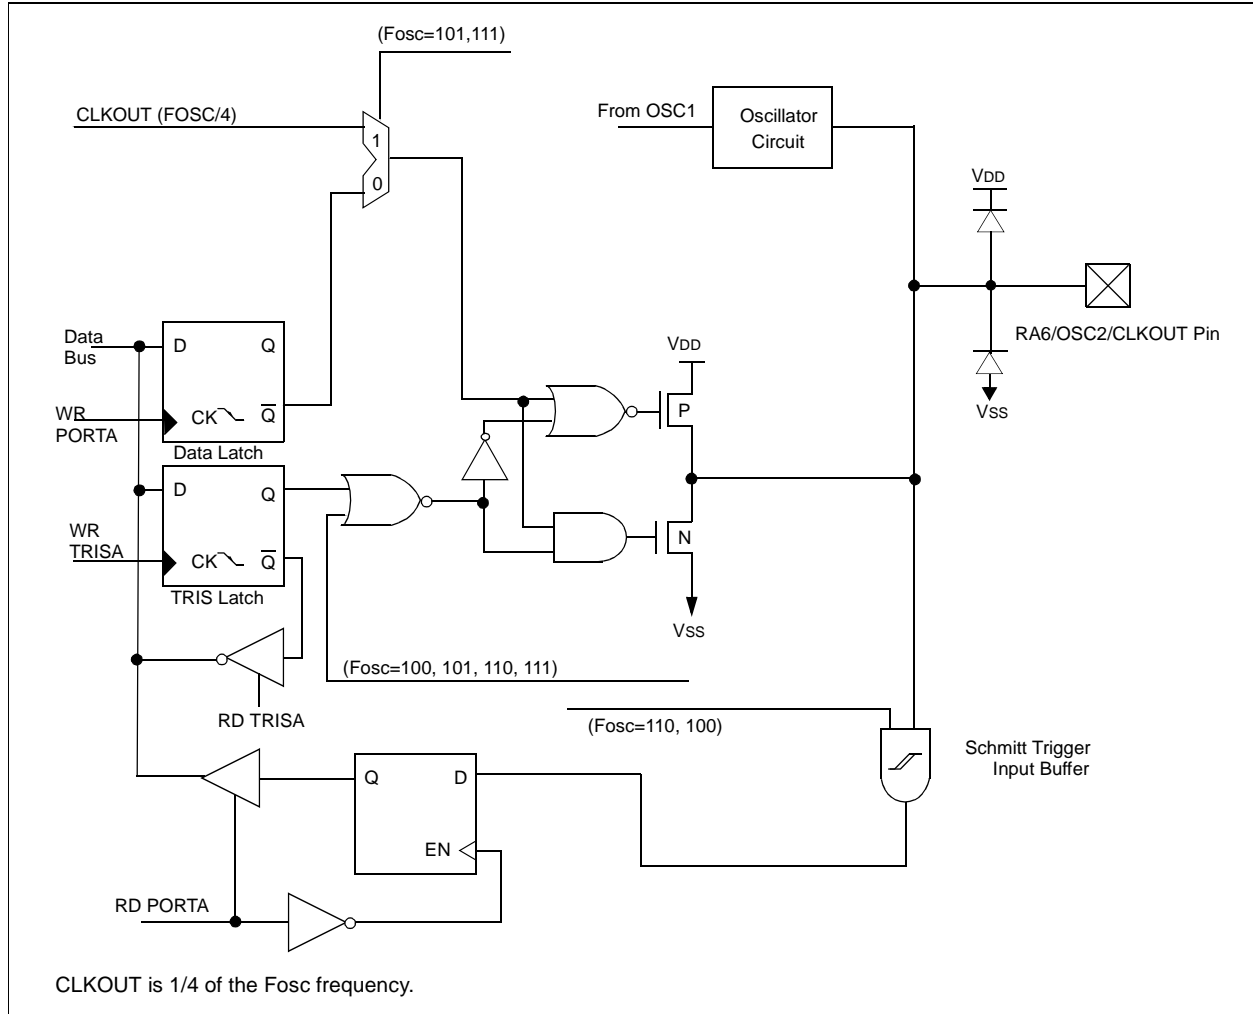 (Fosc=101,111)
CLKOUT (FOSC/4)
1
0
From OSC1
Oscillator
Circuit
VDD
Data
Bus
D
Q
RA6/OSC2/CLKOUT Pin
VDD
WR
PORTA
CK
Q
P
VSS
Data Latch
D
Q
WR
TRISA
CK
Q
N
TRIS Latch
VSS
(Fosc=100, 101, 110, 111)
RD TRISA
(Fosc=110, 100)
Schmitt Trigger
Input Buffer
Q
D
EN
RD PORTA
CLKOUT is 1/4 of the Fosc frequency.